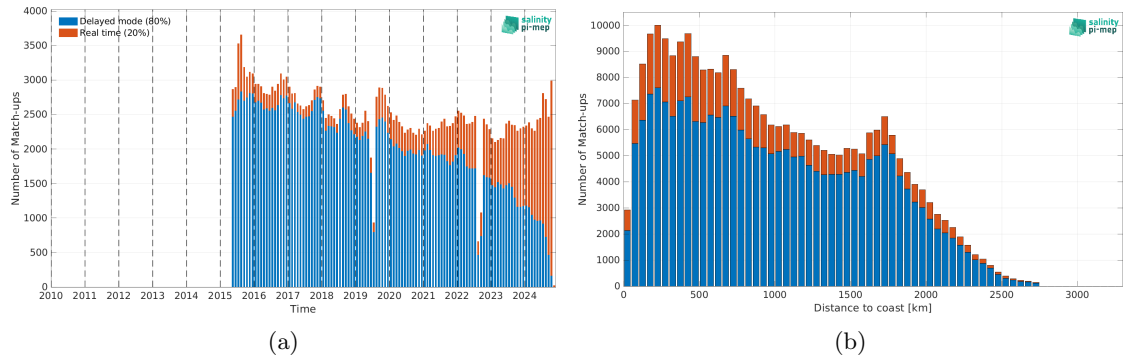 4000
3500
3000
2500
2000
1500
1000
500
0
Number of Match-ups
Delayed mode (80%)
Real time (20%)
salinity
pi-mep
2010 2011 2012 2013 2014 2015 2016 2017 2018 2019 2020 2021 2022 2023 2024
Time
(a)
10000
9000
8000
7000
6000
5000
4000
3000
2000
1000
0
Number of Match-ups
salinity
pi-mep
0 500 1000 1500 2000 2500 3000
Distance to coast [km]
(b)